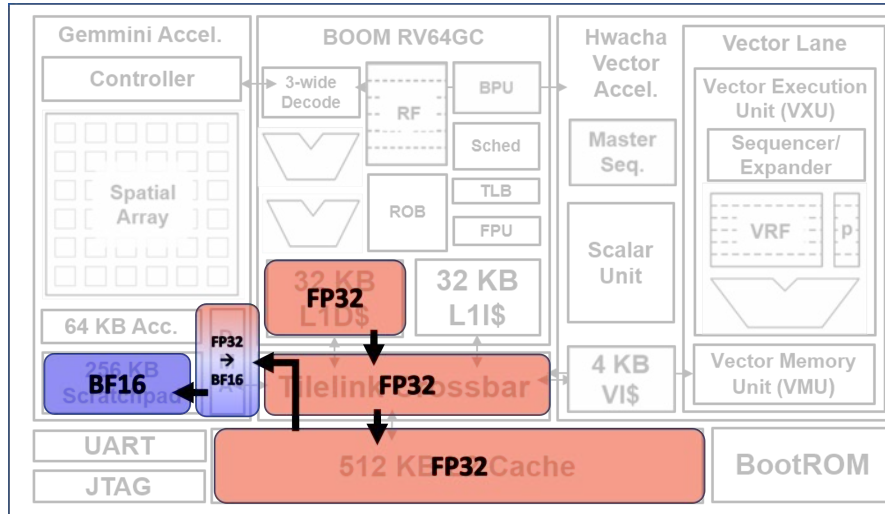 Gemmini Accel.
Controller
Spatial
Array
64 KB Acc.
256 KB
Scratchpad
BF16
D
A
FP32
→
BF16
BOOM RV64GC
3-wide
Decode
RF
BPU
Sched
ROB
TLB
FPU
32 KB
L1D$
FP32
32 KB
L1I$
Tilelink Crossbar
FP32
Hwacha
Vector
Accel.
Master
Seq.
Scalar
Unit
4 KB
VI$
Vector Lane
Vector Execution
Unit (VXU)
Sequencer/
Expander
VRF
p
Vector Memory
Unit (VMU)
UART
JTAG
512 KB L2 Cache
FP32
BootROM